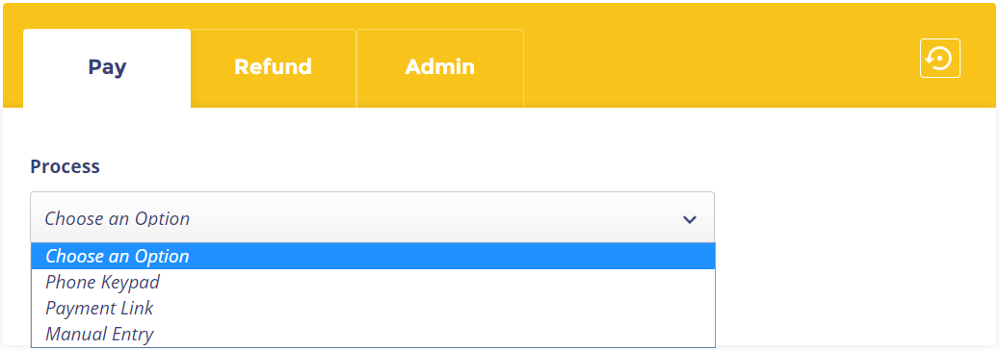 Pay Refund Admin
Process
Choose an Option
Choose an Option
Phone Keypad
Payment Link
Manual Entry